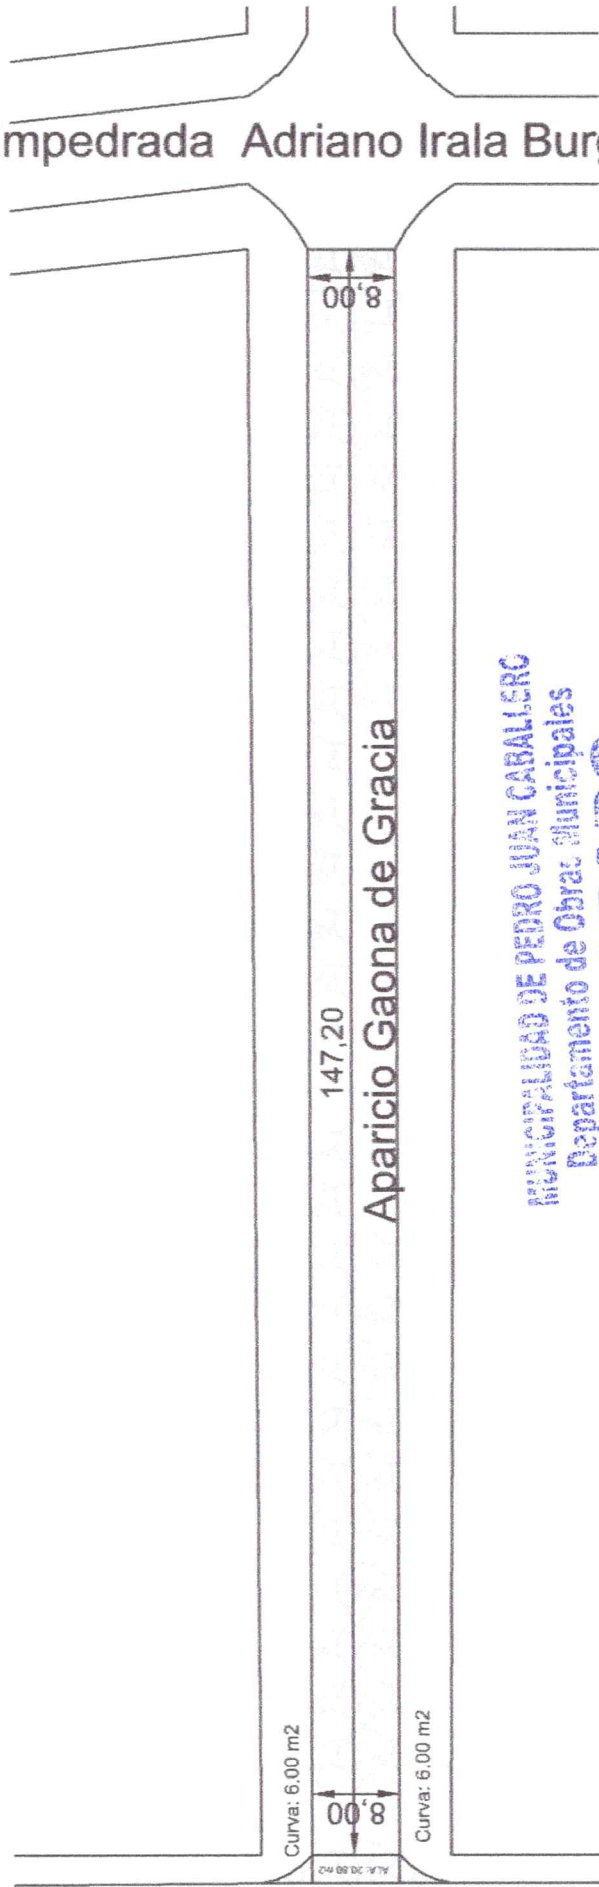 mpedrada Adriano Irala Burg
8,00
147,20
Aparicio Gaona de Gracia
MUNICIPALIDAD DE PEDRO JUAN CABALLERO
Departamento de Obras Municipales
Curva: 6.00 m2
8,00
Curva: 6.00 m2